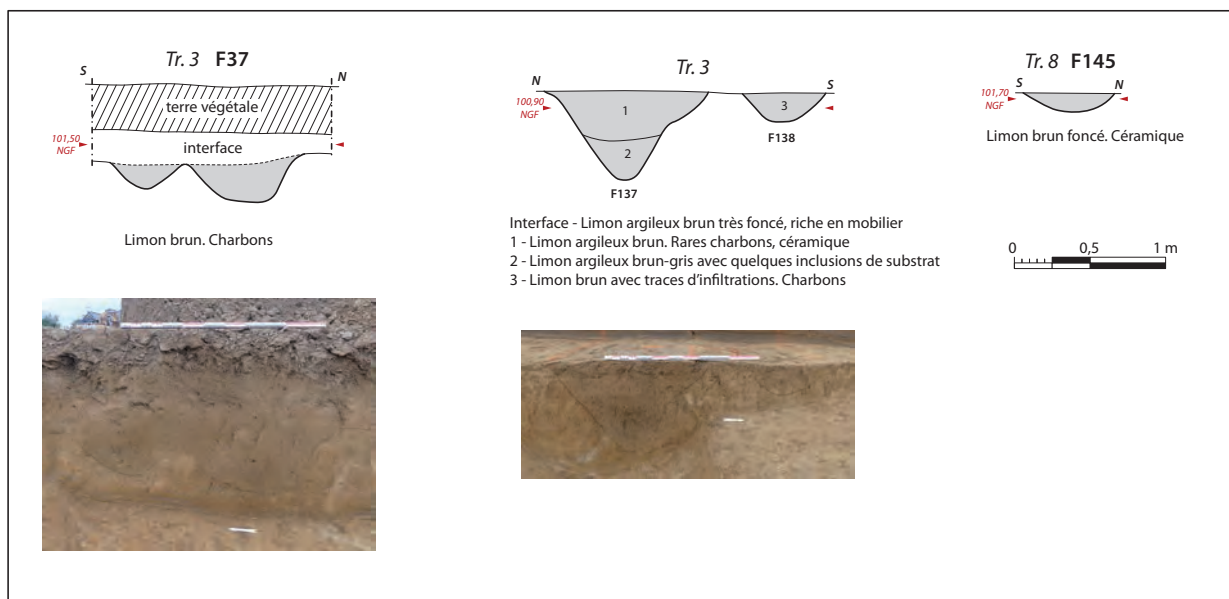 Tr. 3 F37
S
N
terre végétale
101,50
NGF
interface
Limon brun. Charbons
Tr. 3
N
S
100,90
NGF
1
3
2
F138
F137
Interface - Limon argileux brun très foncé, riche en mobilier
1 - Limon argileux brun. Rares charbons, céramique
2 - Limon argileux brun-gris avec quelques inclusions de substrat
3 - Limon brun avec traces d'infiltrations. Charbons
Tr. 8 F145
S
N
101,70
NGF
Limon brun foncé. Céramique
0 0,5 1 m